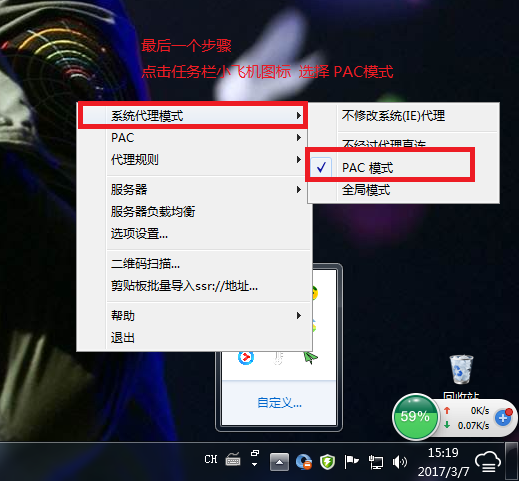 最后一个步骤
点击任务栏小飞机图标 选择 PAC模式
系统代理模式
PAC
代理规则
服务器
服务器负载均衡
选项设置...
二维码扫描...
剪贴板批量导入ssr://地址...
帮助
退出
不修改系统(IE)代理
不经过代理直连
PAC 模式
全局模式
自定义...
回收站
59%
0K/s
0.07K/s
CH
15:19
2017/3/7